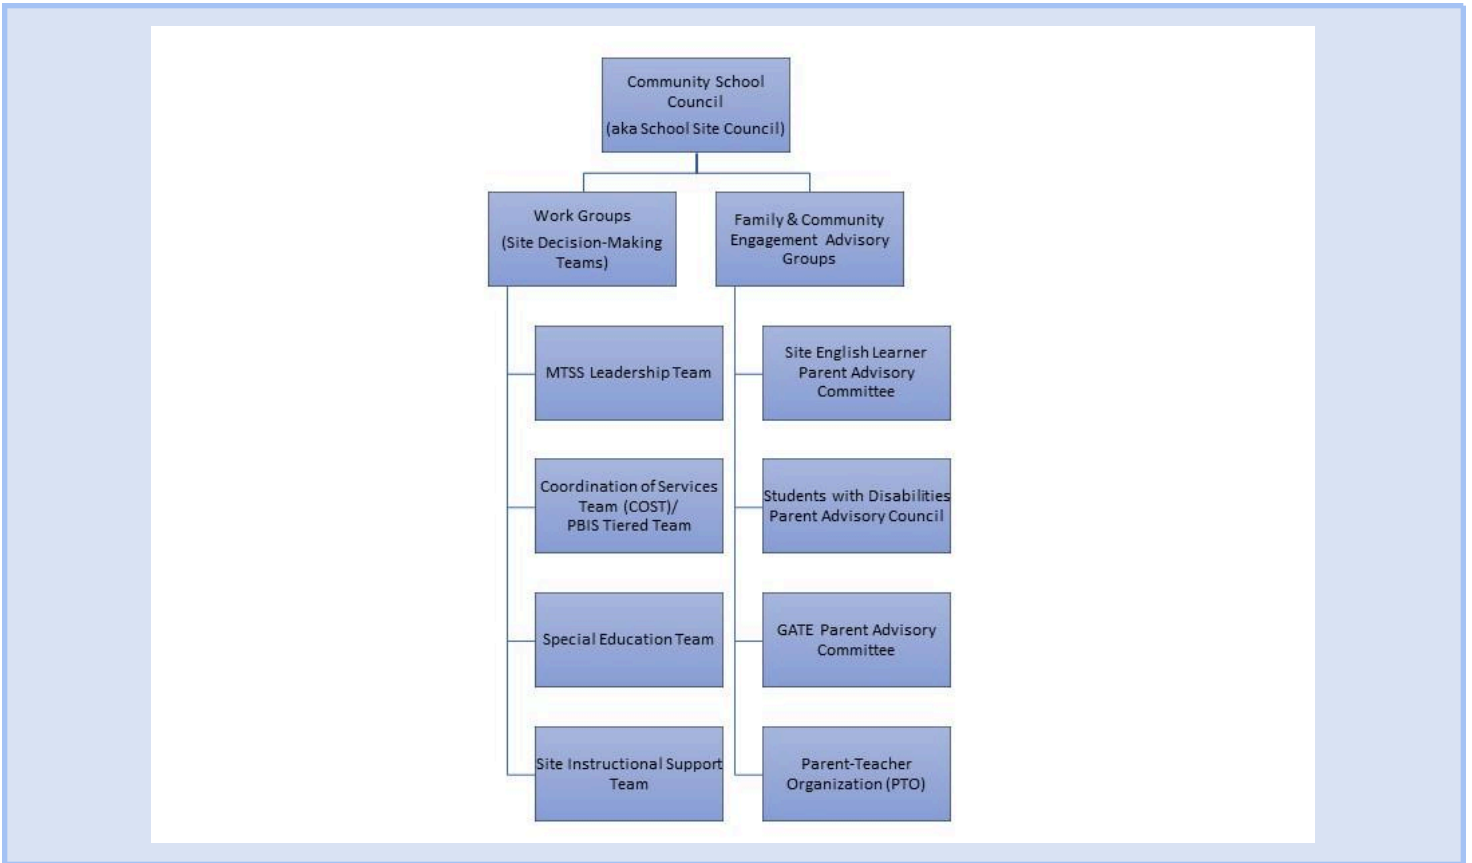 Community School
Council
(aka School Site Council)
Work Groups
(Site Decision-Making
Teams)
Family & Community
Engagement Advisory
Groups
MTSS Leadership Team
Site English Learner
Parent Advisory
Committee
Coordination of Services
Team (COST)/
PBIS Tiered Team
Students with Disabilities
Parent Advisory Council
Special Education Team
GATE Parent Advisory
Committee
Site Instructional Support
Team
Parent-Teacher
Organization (PTO)